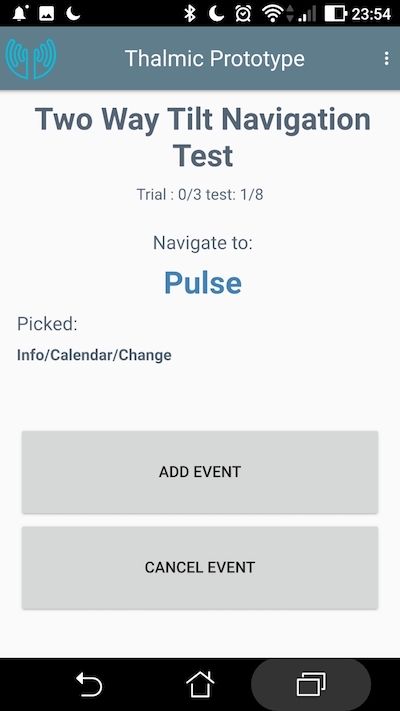 23:54
Thalmic Prototype
Two Way Tilt Navigation
Test
Trial : 0/3 test: 1/8
Navigate to:
Pulse
Picked:
Info/Calendar/Change
ADD EVENT
CANCEL EVENT